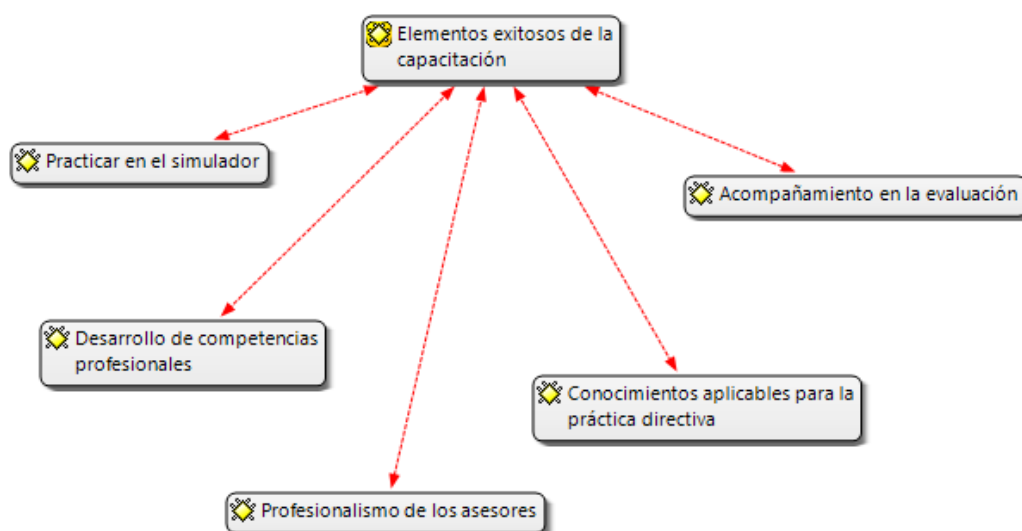 Elementos exitosos de la
capacitación
Practicar en el simulador
Acompañamiento en la evaluación
Desarrollo de competencias
profesionales
Conocimientos aplicables para la
práctica directiva
Profesionalismo de los asesores